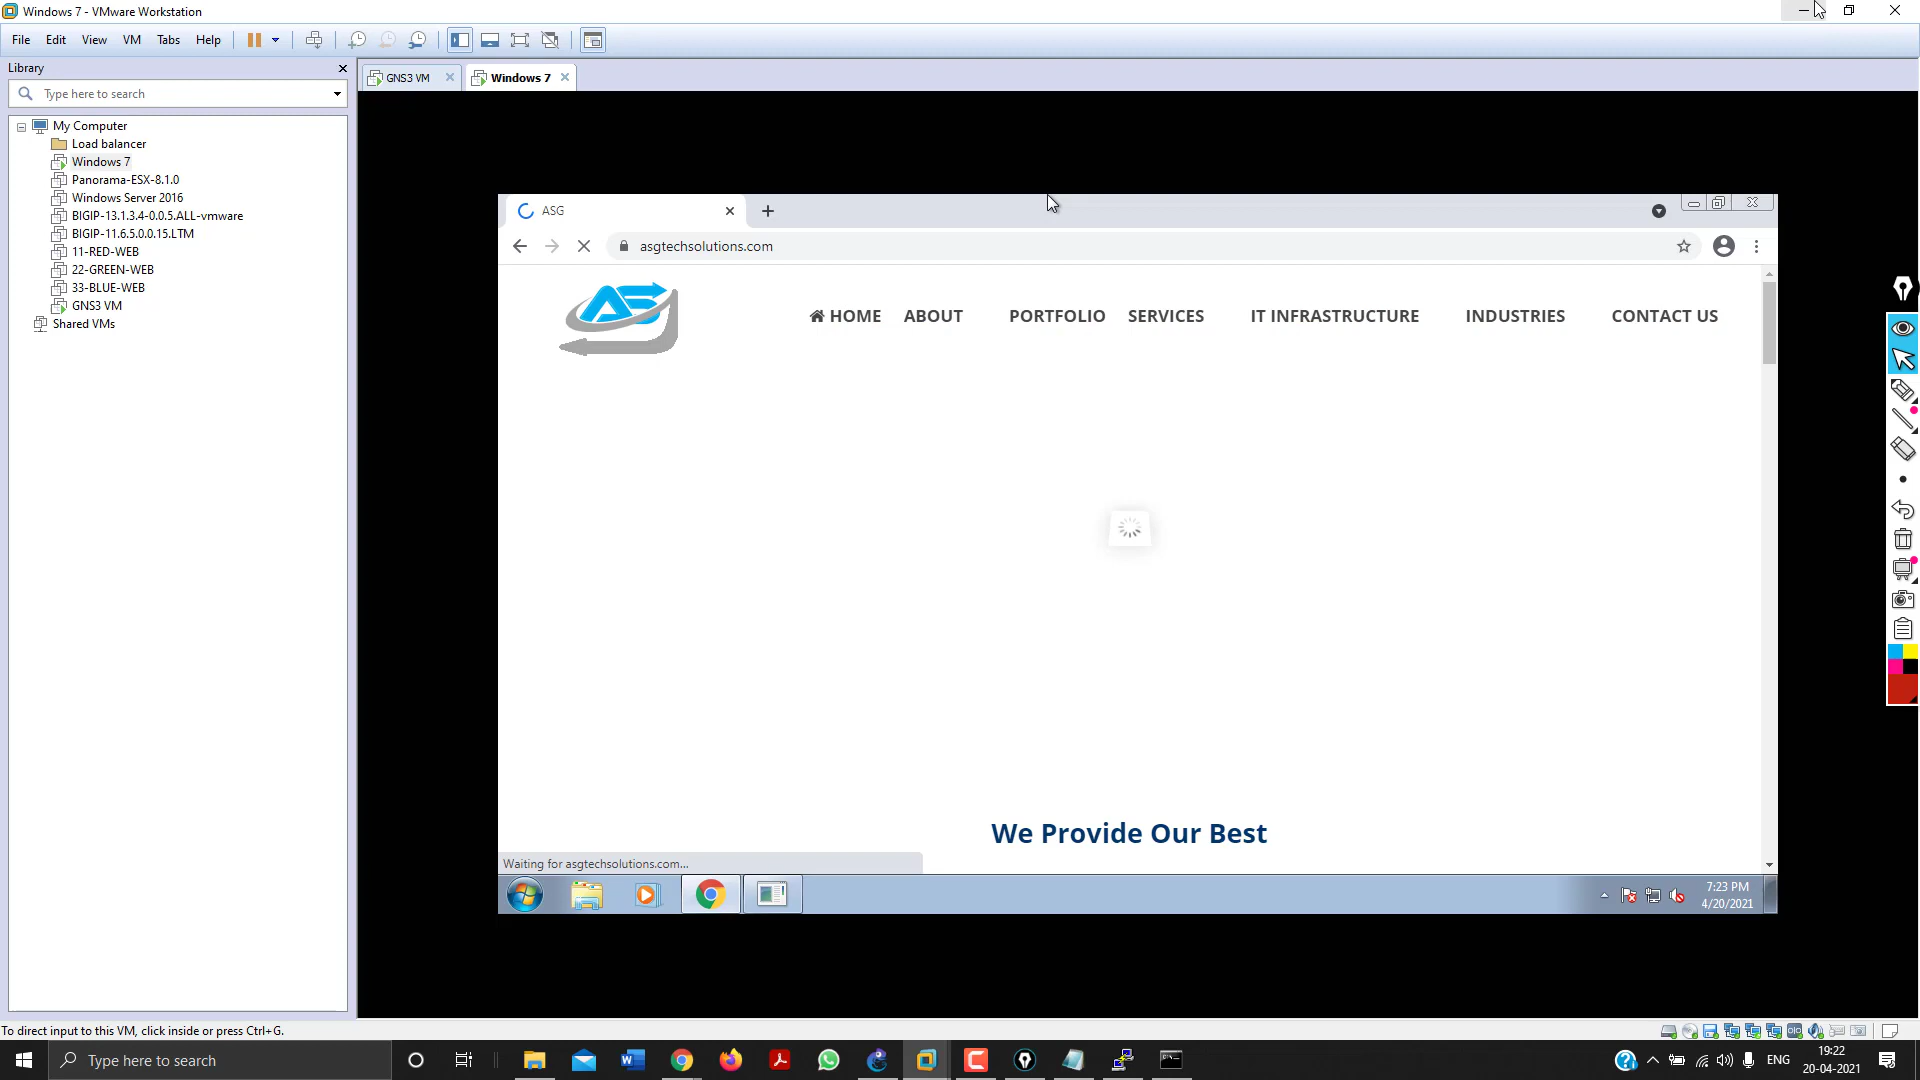 Windows 7 - VMware Workstation
File Edit View VM Tabs Help
Library
Type here to search
My Computer
Load balancer
Windows 7
Panorama-ESX-8.1.0
Windows Server 2016
BIGIP-13.1.3.4-0.0.5.ALL-vmware
BIGIP-11.6.5.0.0.15.LTM
11-RED-WEB
22-GREEN-WEB
33-BLUE-WEB
GNS3 VM
Shared VMs
GNS3 VM Windows 7
ASG
asgtechsolutions.com
HOME ABOUT PORTFOLIO SERVICES IT INFRASTRUCTURE INDUSTRIES CONTACT US
We Provide Our Best
Waiting for asgtechsolutions.com...
7:23 PM
4/20/2021
To direct input to this VM, click inside or press Ctrl+G.
Type here to search
ENG
19:22
20-04-2021